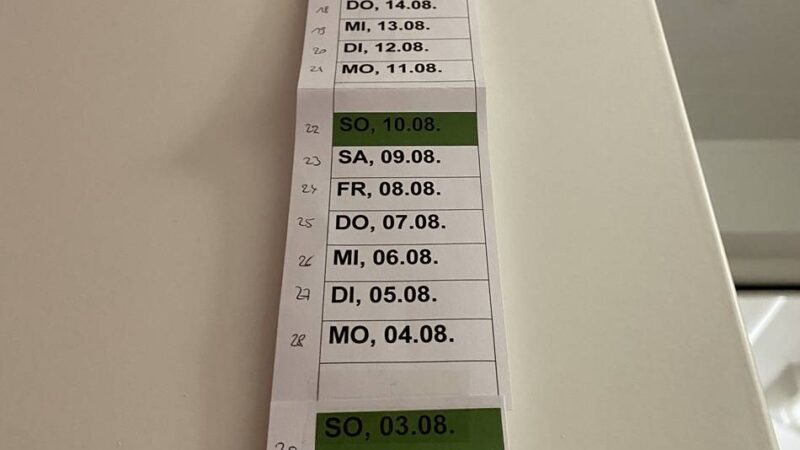 18 DO, 14.08.
19 MI, 13.08.
20 DI, 12.08.
21 MO, 11.08.
22 SO, 10.08.
23 SA, 09.08.
24 FR, 08.08.
25 DO, 07.08.
26 MI, 06.08.
27 DI, 05.08.
28 MO, 04.08.
SO, 03.08.